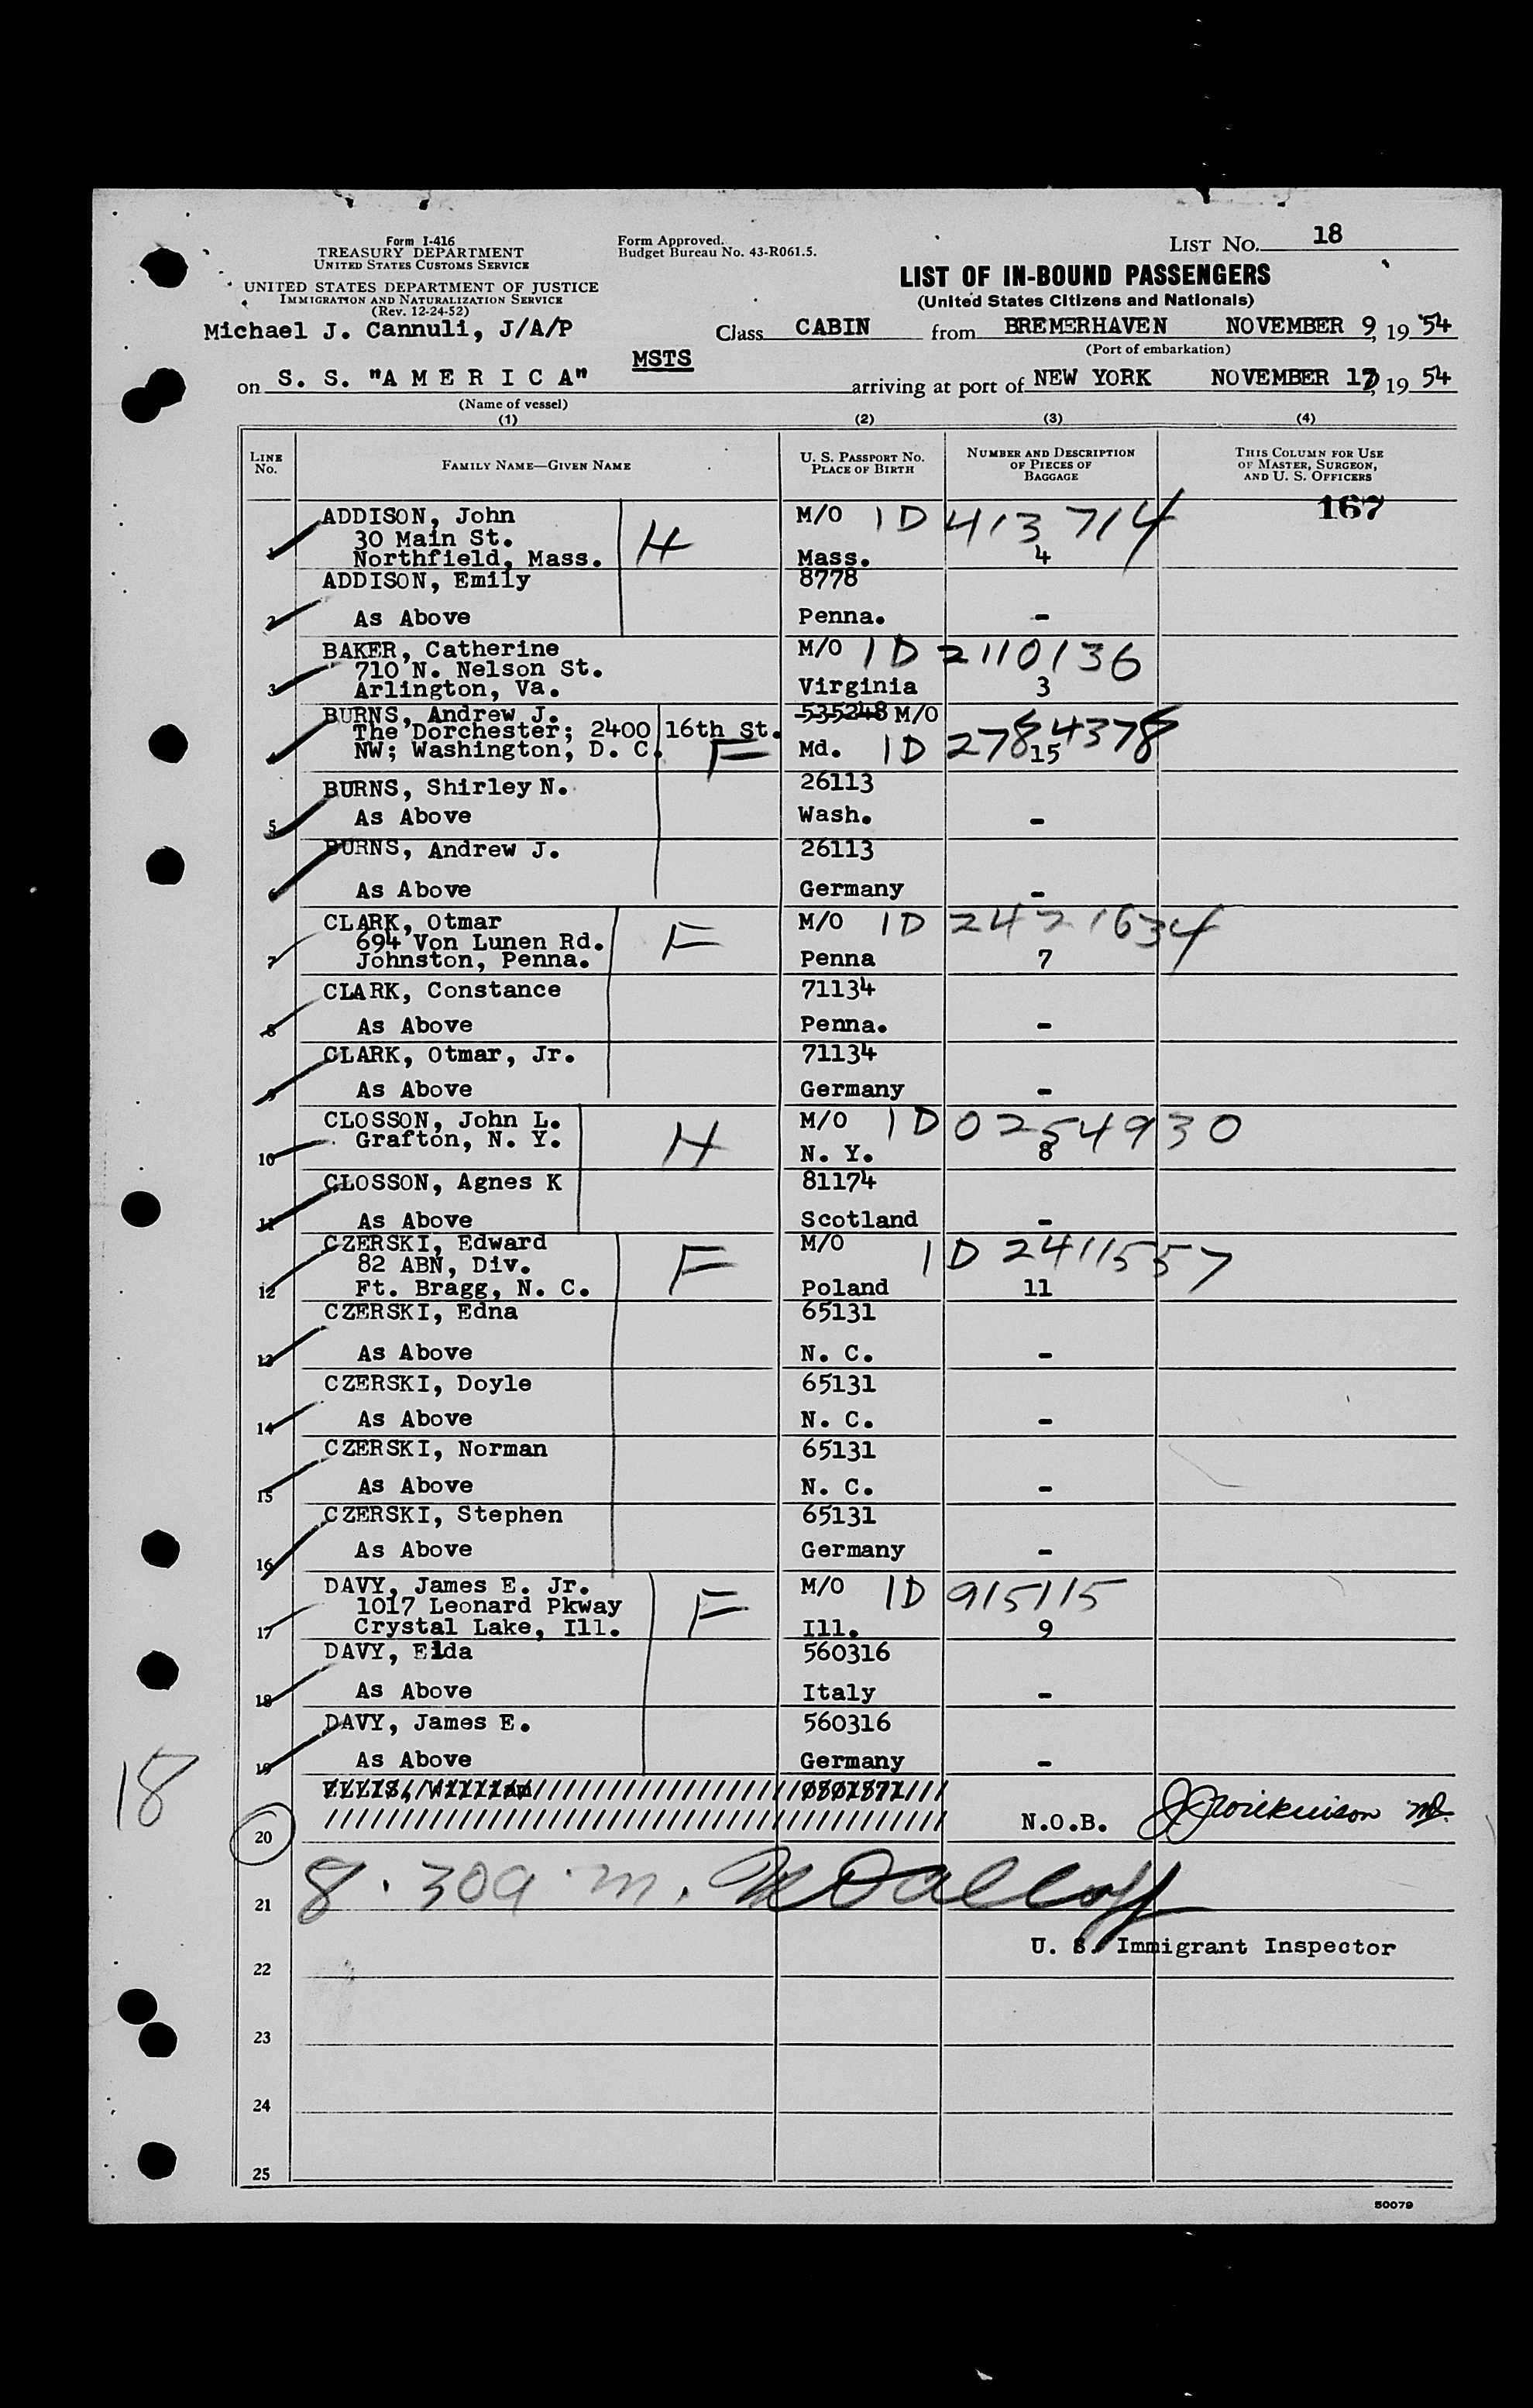 Form I-416
TREASURY DEPARTMENT
UNITED STATES CUSTOMS SERVICE
UNITED STATES DEPARTMENT OF JUSTICE
IMMIGRATION AND NATURALIZATION SERVICE
(Rev. 12-24-52)
Michael J. Cannuli, J/A/P
Form Approved.
Budget Bureau No. 43-R061.5.
LIST NO. 18
LIST OF IN-BOUND PASSENGERS
(United States Citizens and Nationals)
Class CABIN from BREMERHAVEN NOVEMBER 9, 19 54
(Port of embarkation)
MSTS
on S. S. "A M E R I C A" arriving at port of NEW YORK NOVEMBER 17, 19 54
(Name of vessel)
(1) (2) (3) (4)
LINE NO. FAMILY NAME—GIVEN NAME U. S. PASSPORT NO. PLACE OF BIRTH NUMBER AND DESCRIPTION OF PIECES OF BAGGAGE THIS COLUMN FOR USE OF MASTER, SURGEON, AND U. S. OFFICERS
167
1 ADDISON, John M/O ID 413714
30 Main St. H
Northfield, Mass. Mass. 4
ADDISON, Emily 8778
2 As Above Penna. -
BAKER, Catherine M/O ID 2110136
710 N. Nelson St.
3 Arlington, Va. Virginia 3
BURNS, Andrew J. 535248 M/O
The Dorchester; 2400 16th St.
4 NW; Washington, D. C. F Md. ID 2784378 15
BURNS, Shirley N. 26113
5 As Above Wash. -
BURNS, Andrew J. 26113
6 As Above Germany -
CLARK, Otmar M/O ID 2421634
694 Von Lunen Rd. F
7 Johnston, Penna. Penna 7
CLARK, Constance 71134
8 As Above Penna. -
CLARK, Otmar, Jr. 71134
9 As Above Germany -
CLOSSON, John L. M/O ID 0254930
10 Grafton, N. Y. H N. Y. 8
CLOSSON, Agnes K 81174
11 As Above Scotland -
CZERSKI, Edward M/O ID 2411557
82 ABN, Div. F
12 Ft. Bragg, N. C. Poland 11
CZERSKI, Edna 65131
13 As Above N. C. -
CZERSKI, Doyle 65131
14 As Above N. C. -
CZERSKI, Norman 65131
15 As Above N. C. -
CZERSKI, Stephen 65131
16 As Above Germany -
DAVY, James E. Jr. M/O ID 915115
1017 Leonard Pkway F
17 Crystal Lake, Ill. Ill. 9
DAVY, Elda 560316
18 As Above Italy -
DAVY, James E. 560316
19 As Above Germany -
18
ELLIS, William 0801871
20 N.O.B.
21 8.30 a.m.
U. S. Immigrant Inspector
22
23
24
25
50079